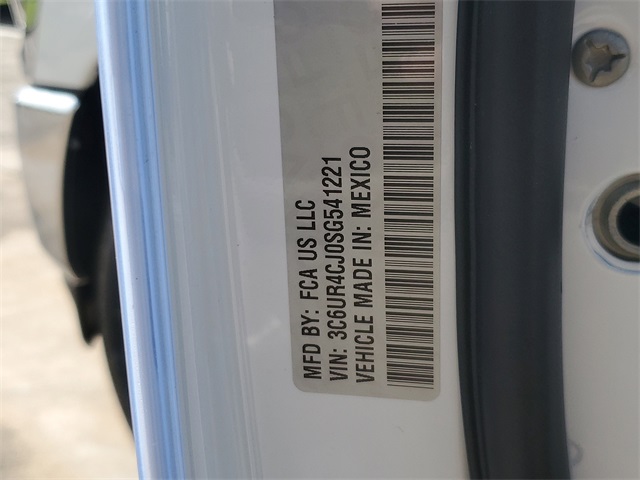 MFD BY: FCA US LLC
VIN: 3C6UR4CJ0SG541221
VEHICLE MADE IN: MEXICO